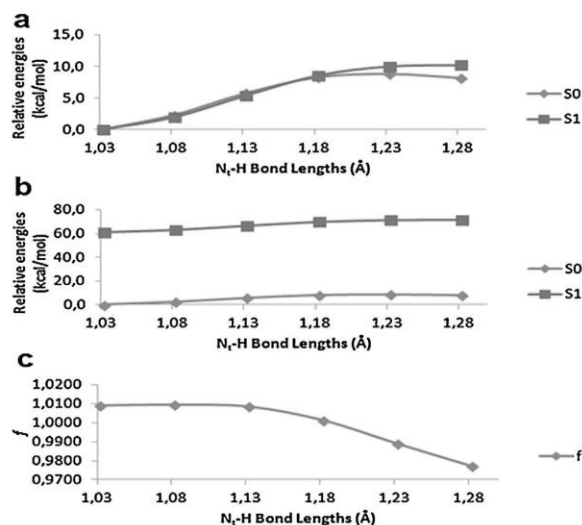 a
Relative energies
(kcal/mol)
15,0
10,0
5,0
0,0
1,03 1,08 1,13 1,18 1,23 1,28
Nt-H Bond Lengths (Å)
S0
S1
b
Relative energies
(kcal/mol)
80,0
60,0
40,0
20,0
0,0
1,03 1,08 1,13 1,18 1,23 1,28
Nt-H Bond Lengths (Å)
S0
S1
c
f
1,0200
1,0100
1,0000
0,9900
0,9800
0,9700
1,03 1,08 1,13 1,18 1,23 1,28
Nt-H Bond Lengths (Å)
f